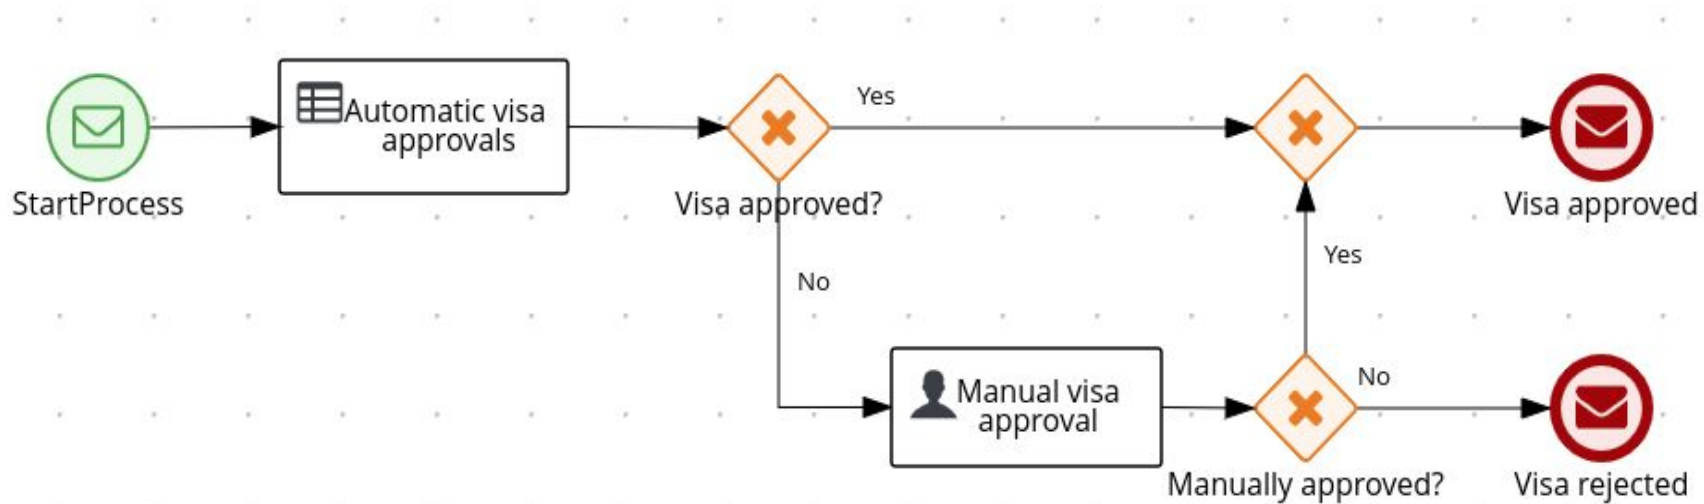 Automatic visa
approvals
Yes
StartProcess
Visa approved?
Visa approved
Yes
No
Manual visa
approval
No
Manually approved?
Visa rejected